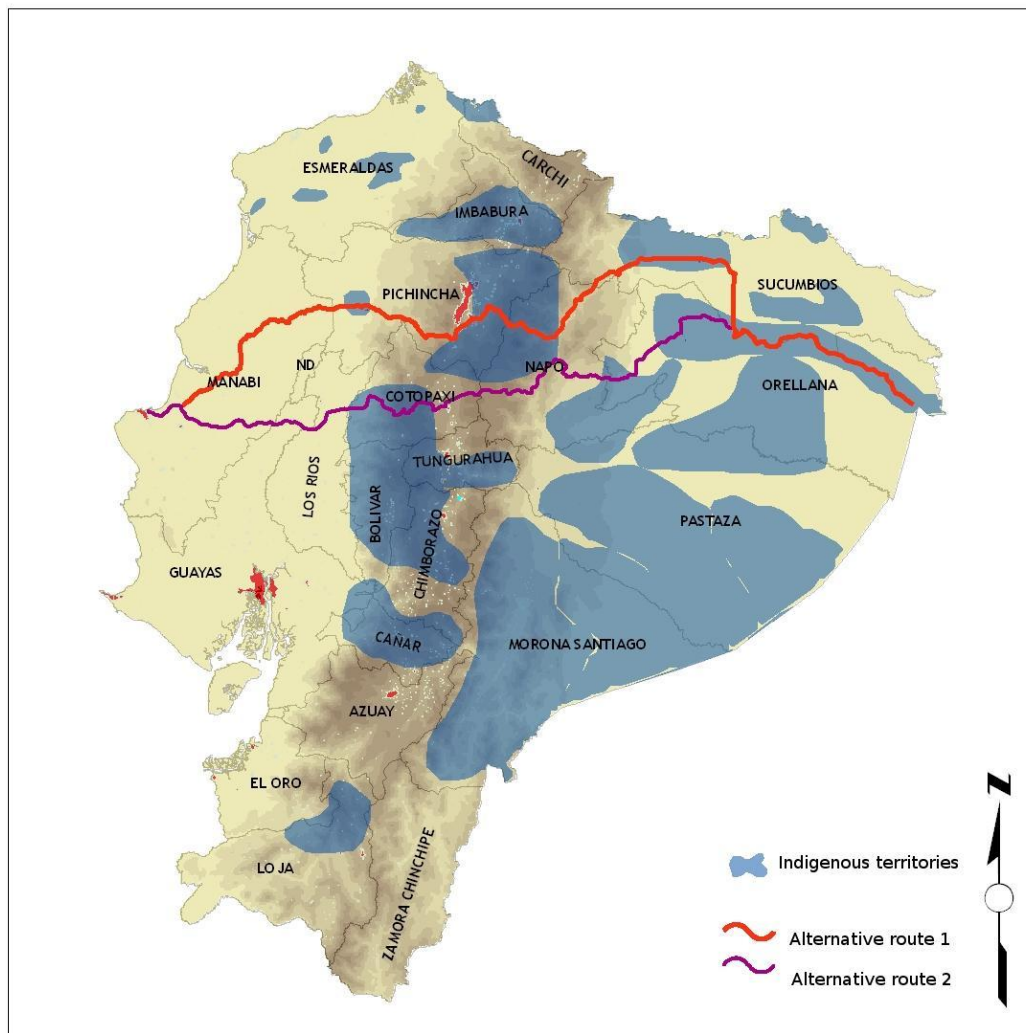 CARCHI
ESMERALDAS
IMBABURA
SUCUMBIOS
PICHINCHA
ND
NAPO
MANABI
ORELLANA
COTOPAXI
TUNGURAHUA
LOS RIOS
BOLIVAR
PASTAZA
CHIMBORAZO
GUAYAS
CAÑAR
MORONA SANTIAGO
AZUAY
EL ORO
LOJA
ZAMORA CHINCHIPE
N
Indigenous territories
Alternative route 1
Alternative route 2